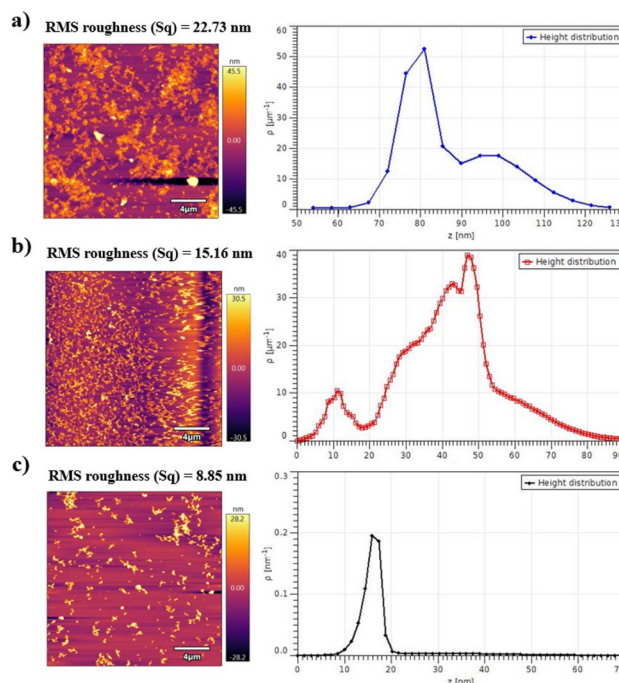 a)
RMS roughness (Sq) = 22.73 nm
nm
45.5
0.00
-45.5
4μm
Height distribution
ρ [μm⁻¹]
60
50
40
30
20
10
0
50 60 70 80 90 100 110 120 130
z [nm]
b)
RMS roughness (Sq) = 15.16 nm
nm
30.5
0.00
-30.5
4μm
Height distribution
ρ [μm⁻¹]
40
30
20
10
0
0 10 20 30 40 50 60 70 80 90
z [nm]
c)
RMS roughness (Sq) = 8.85 nm
nm
28.2
0.00
-28.2
4μm
Height distribution
ρ [nm⁻¹]
0.3
0.2
0.1
0.0
0 10 20 30 40 50 60 70
z [nm]